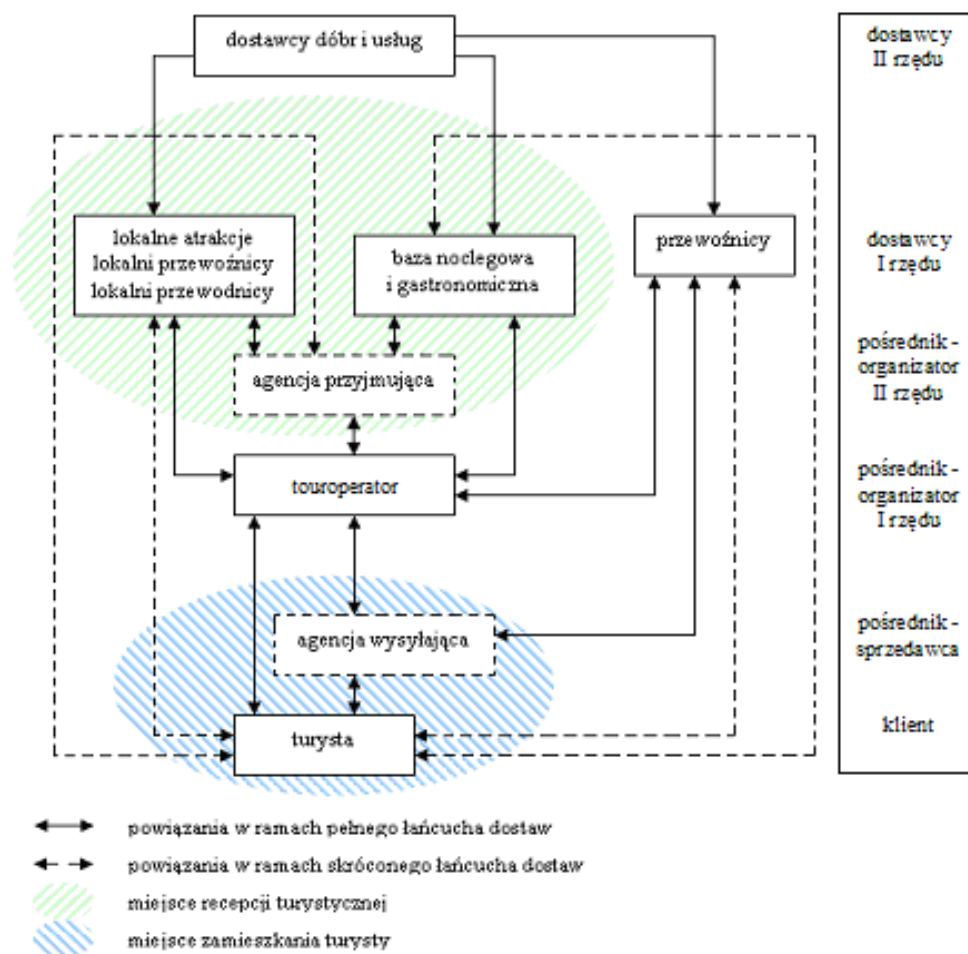 dostawcy dóbr i usług
dostawcy
II rzędu
lokalne atrakcje
lokalni przewoźnicy
lokalni przewodnicy
baza noclegowa
i gastronomiczna
przewoźnicy
dostawcy
I rzędu
agencja przyjmująca
pośrednik -
organizator
II rzędu
touroperator
pośrednik -
organizator
I rzędu
agencja wysyłająca
pośrednik -
sprzedawca
turysta
klient
powiązania w ramach pełnego łańcucha dostaw
powiązania w ramach skróconego łańcucha dostaw
miejsce recepcji turystycznej
miejsce zamieszkania turysty